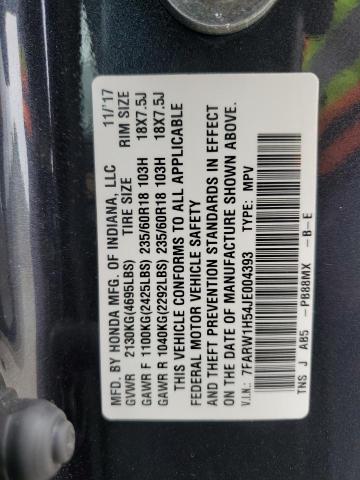 MFD. BY HONDA MFG. OF INDIANA, LLC 11/'17
GVWR 2130KG(4695LBS) TIRE SIZE RIM SIZE
GAWR F 1100KG(2425LBS) 235/60R18 103H 18X7.5J
GAWR R 1040KG(2292LBS) 235/60R18 103H 18X7.5J
THIS VEHICLE CONFORMS TO ALL APPLICABLE
FEDERAL MOTOR VEHICLE SAFETY
AND THEFT PREVENTION STANDARDS IN EFFECT
ON THE DATE OF MANUFACTURE SHOWN ABOVE.
V.I.N.: 7FARW1H54JE004393 TYPE: MPV
TNS J AB5 -PB88MX -B-E